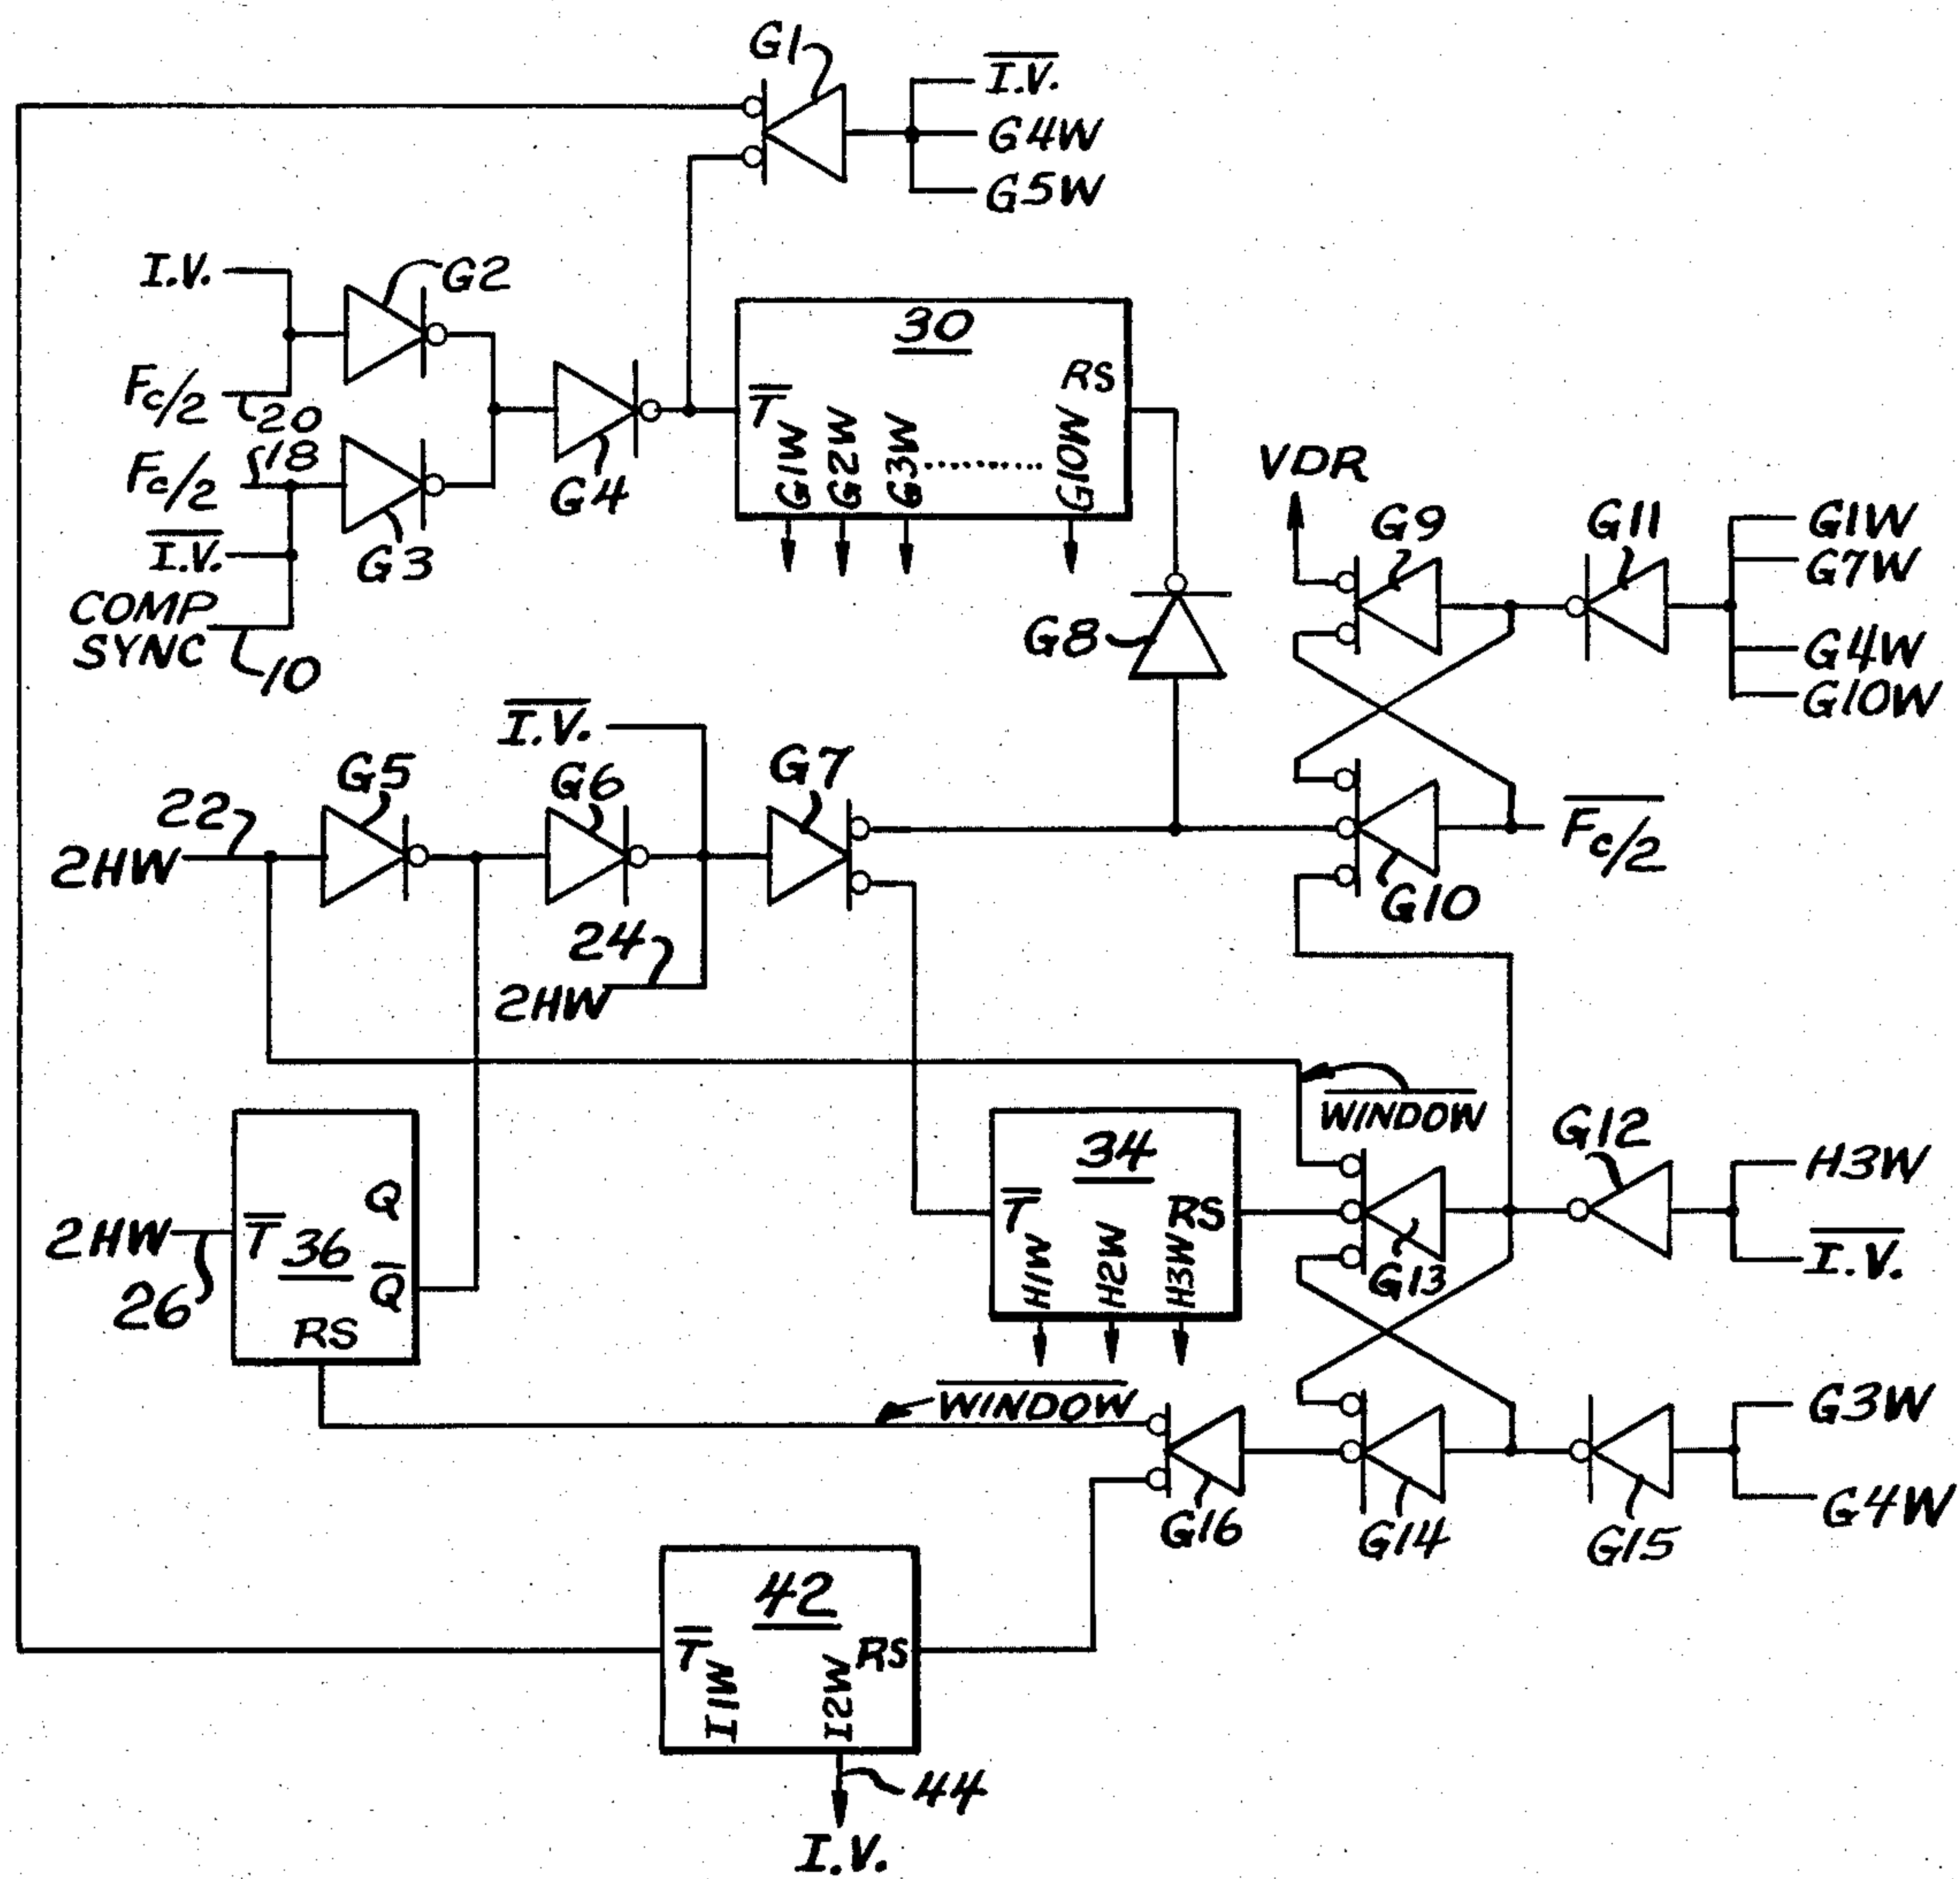 G1
I.V.
G4W
G5W
I.V.
G2
Fc/2
20
Fc/2
18
I.V.
COMP
SYNC
10
G3
G4
30
T
RS
G1W
G2W
G3W
..........
G10W
VDR
G9
G11
G1W
G7W
G4W
G10W
G8
I.V.
22
2HW
G5
G6
G7
24
2HW
Fc/2
G10
WINDOW
G12
H3W
I.V.
G13
34
T
RS
H1W
H2W
H3W
2HW
26
T
36
Q
Q
RS
WINDOW
G16
G14
G15
G3W
G4W
42
T
RS
I1W
I2W
44
I.V.